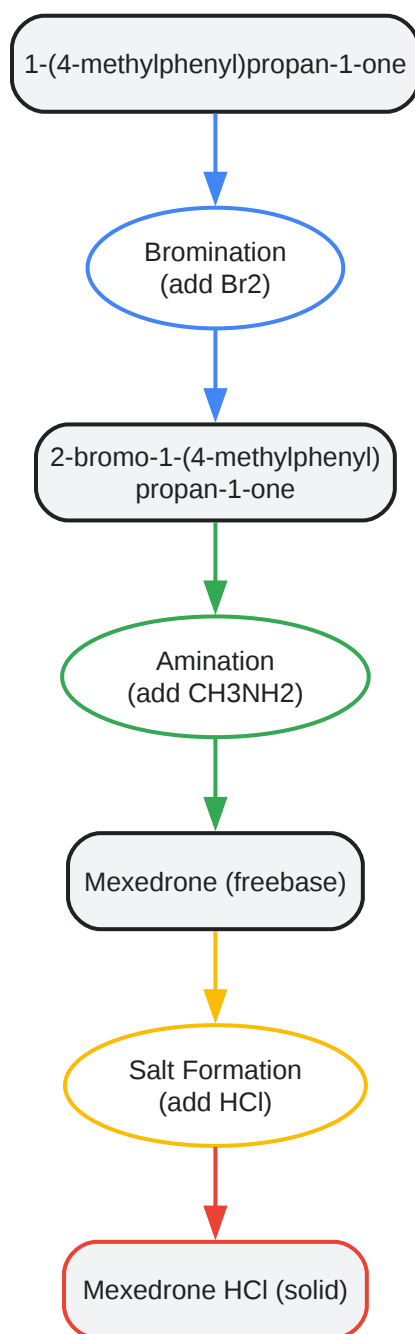 1-(4-methylphenyl)propan-1-one
Bromination
(add Br2)
2-bromo-1-(4-methylphenyl)
propan-1-one
Amination
(add CH3NH2)
Mexedrone (freebase)
Salt Formation
(add HCl)
Mexedrone HCl (solid)